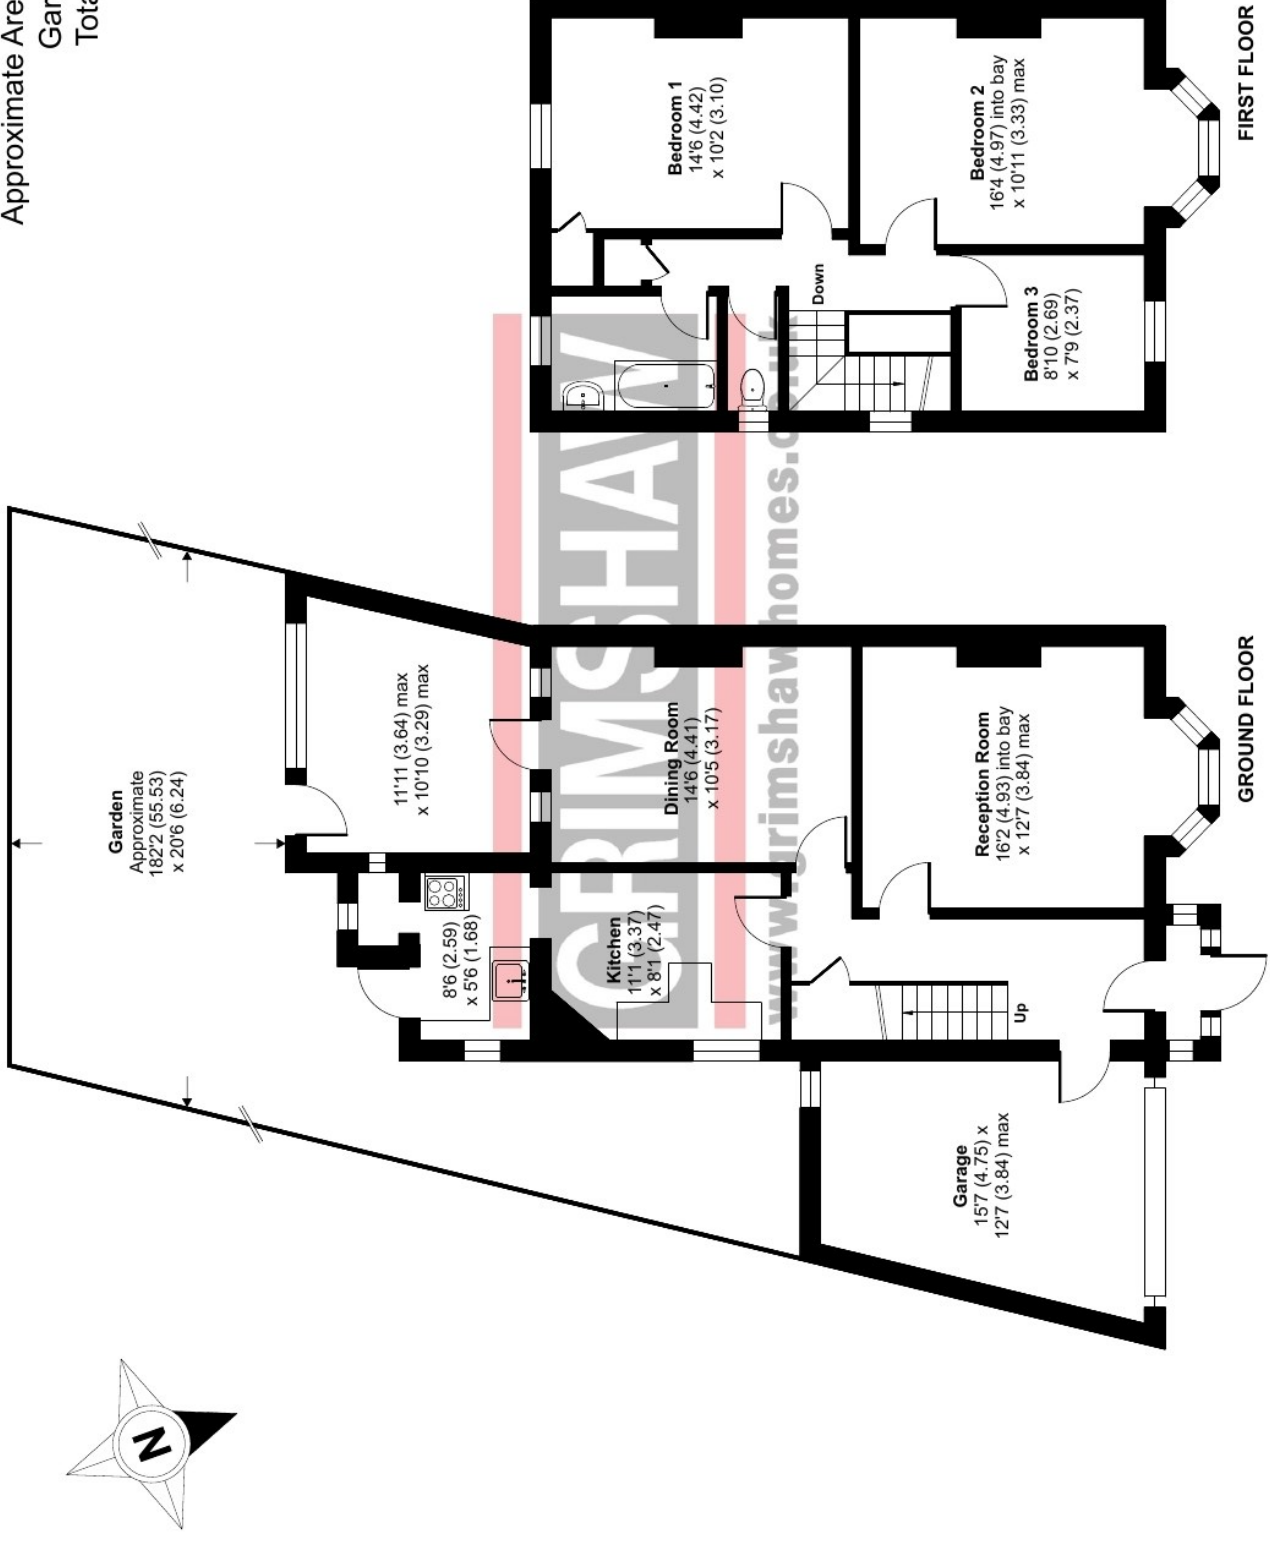 Approximate Are
Gar
Tota
Garden
Approximate
182'2 (55.53)
x 20'6 (6.24)
11'11 (3.64) max
x 10'10 (3.29) max
8'6 (2.59)
x 5'6 (1.68)
Dining Room
14'6 (4.41)
x 10'5 (3.17)
Kitchen
11'1 (3.37)
x 8'1 (2.47)
Reception Room
16'2 (4.93) into bay
x 12'7 (3.84) max
Up
Garage
15'7 (4.75) x
12'7 (3.84) max
GROUND FLOOR
Bedroom 1
14'6 (4.42)
x 10'2 (3.10)
Bedroom 2
16'4 (4.97) into bay
x 10'11 (3.33) max
Down
Bedroom 3
8'10 (2.69)
x 7'9 (2.37)
FIRST FLOOR
GRIMSHAW
www.grimshawhomes.co.uk
N